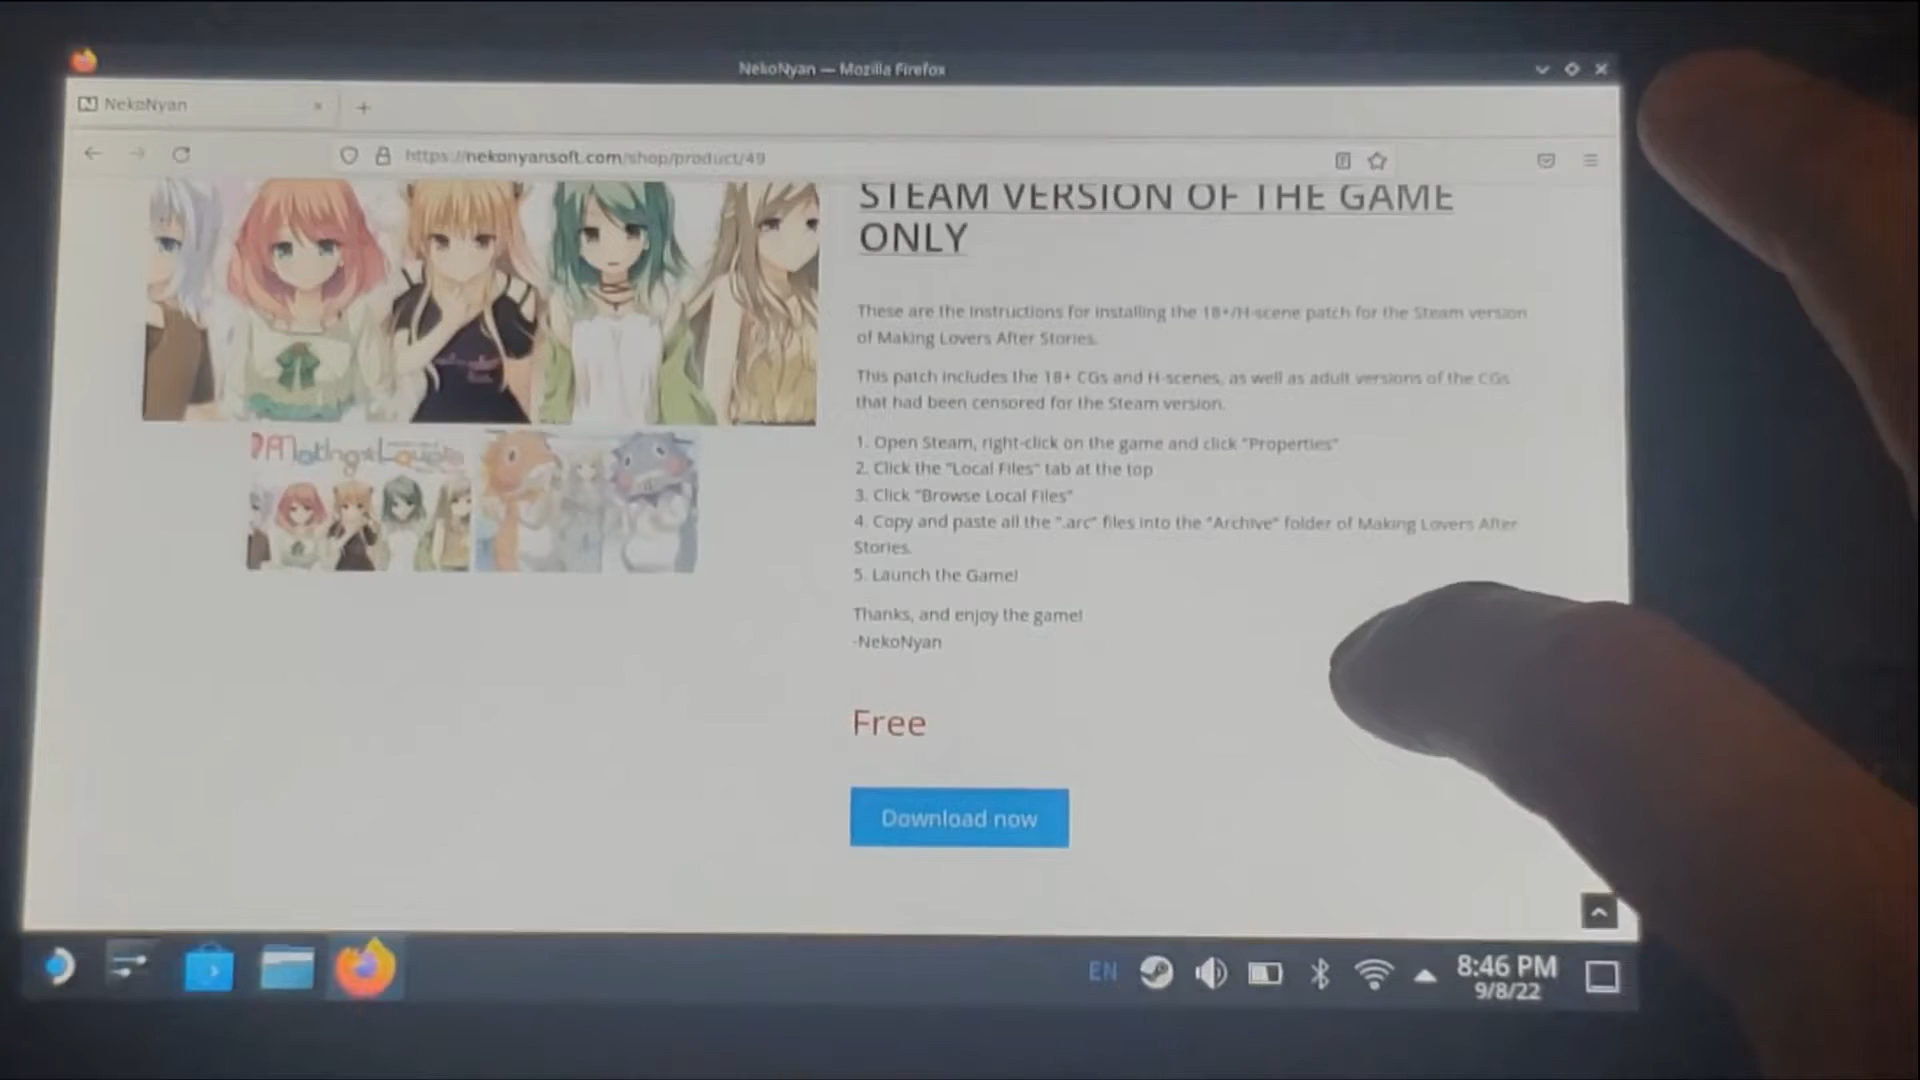 NekoNyan — Mozilla Firefox
NekoNyan
https://nekonyansoft.com/shop/product/49
STEAM VERSION OF THE GAME
ONLY
These are the instructions for installing the 18+/H-scene patch for the Steam version
of Making Lovers After Stories.
This patch includes the 18+ CGs and H-scenes, as well as adult versions of the CGs
that had been censored for the Steam version.
1. Open Steam, right-click on the game and click "Properties"
2. Click the "Local Files" tab at the top
3. Click "Browse Local Files"
4. Copy and paste all the ".arc" files into the "Archive" folder of Making Lovers After
Stories.
5. Launch the Game!
Thanks, and enjoy the game!
-NekoNyan
Free
Download now
EN
8:46 PM
9/8/22